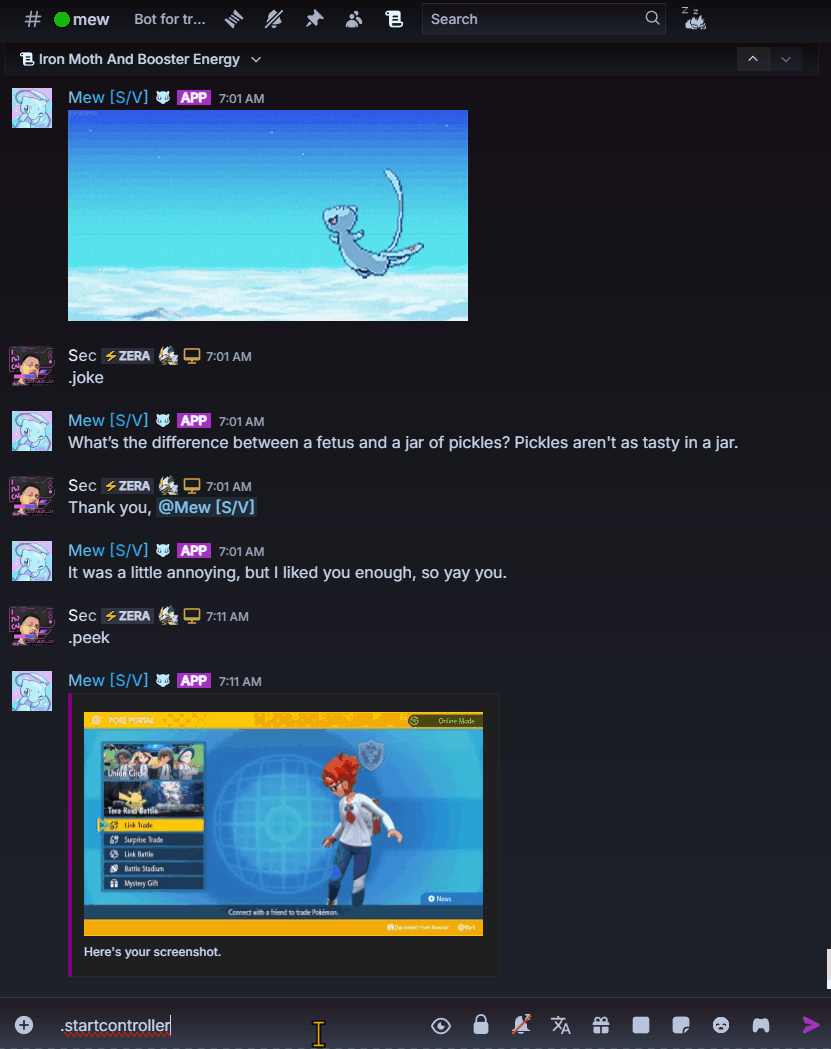 # mew Bot for tr... Search
Iron Moth And Booster Energy
Mew [S/V] APP 7:01 AM
Sec ZERA 7:01 AM
.joke
Mew [S/V] APP 7:01 AM
What's the difference between a fetus and a jar of pickles? Pickles aren't as tasty in a jar.
Sec ZERA 7:01 AM
Thank you, @Mew [S/V]
Mew [S/V] APP 7:01 AM
It was a little annoying, but I liked you enough, so yay you.
Sec ZERA 7:11 AM
.peek
Mew [S/V] APP 7:11 AM
POKÉ PORTAL
Online Mode
Union Circle
Tera Raid Battle
Link Trade
Surprise Trade
Link Battle
Battle Stadium
Mystery Gift
News
Connect with a friend to trade Pokémon.
Back
Here's your screenshot.
.startcontroller